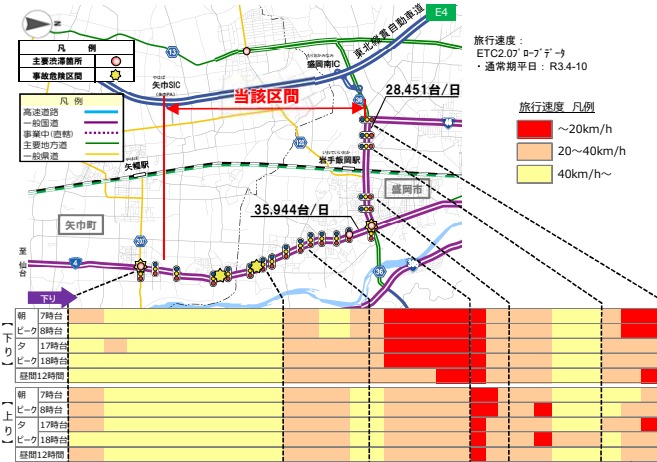 凡 例
主要渋滞箇所
事故危険区間
凡 例
高速道路
一般国道
事業中(直轄)
主要地方道
一般県道
E4
東北縦貫自動車道
盛岡南IC
矢巾SIC
当該区間
28,451台/日
13
36
120
4
矢幅駅
岩手飯岡駅
盛岡市
35,944台/日
矢巾町
207
至 仙台
4
36
下り
旅行速度：
ETC2.0ﾌﾟﾛｰﾌﾞﾃﾞｰﾀ
・通常期平日：R3.4-10
旅行速度 凡例
～20km/h
20～40km/h
40km/h～
【下り】
朝 7時台
ピーク 8時台
夕 17時台
ピーク 18時台
昼間12時間
【上り】
朝 7時台
ピーク 8時台
夕 17時台
ピーク 18時台
昼間12時間